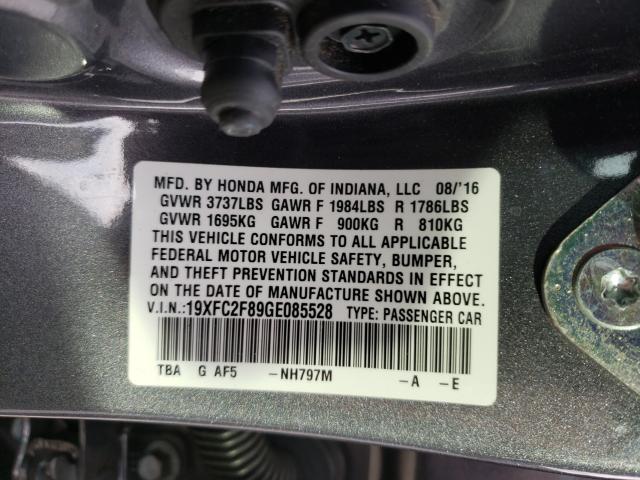 MFD. BY HONDA MFG. OF INDIANA, LLC 08/'16
GVWR 3737LBS GAWR F 1984LBS R 1786LBS
GVWR 1695KG GAWR F 900KG R 810KG
THIS VEHICLE CONFORMS TO ALL APPLICABLE
FEDERAL MOTOR VEHICLE SAFETY, BUMPER,
AND THEFT PREVENTION STANDARDS IN EFFECT
ON THE DATE OF MANUFACTURE SHOWN ABOVE.
V.I.N.:19XFC2F89GE085528 TYPE: PASSENGER CAR
TBA G AF5 -NH797M -A -E